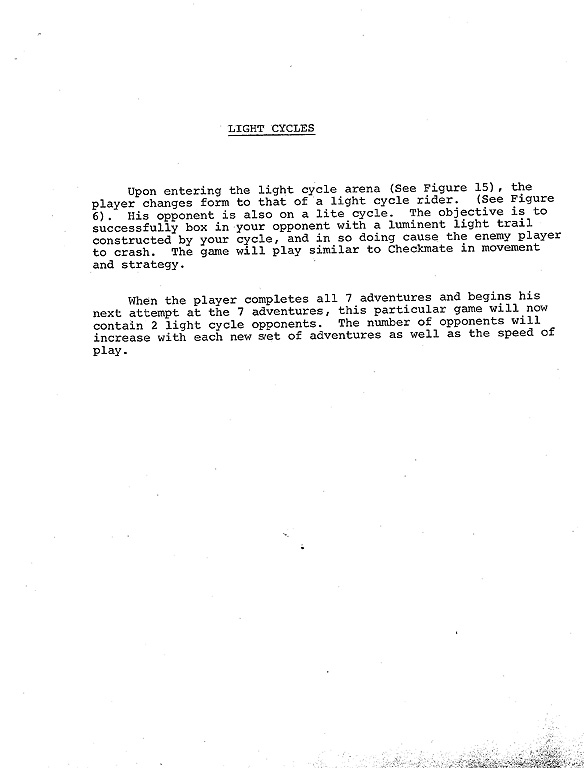 LIGHT CYCLES
Upon entering the light cycle arena (See Figure 15), the
player changes form to that of a light cycle rider. (See Figure
6). His opponent is also on a lite cycle. The objective is to
successfully box in your opponent with a luminent light trail
constructed by your cycle, and in so doing cause the enemy player
to crash. The game will play similar to Checkmate in movement
and strategy.
When the player completes all 7 adventures and begins his
next attempt at the 7 adventures, this particular game will now
contain 2 light cycle opponents. The number of opponents will
increase with each new set of adventures as well as the speed of
play.